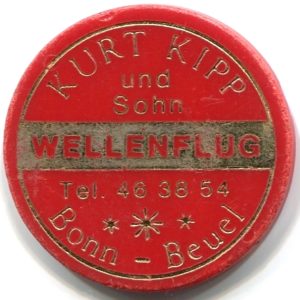 KURT KIPP
und
Sohn
WELLENFLUG
Tel. 46 38 54
Bonn - Beuel